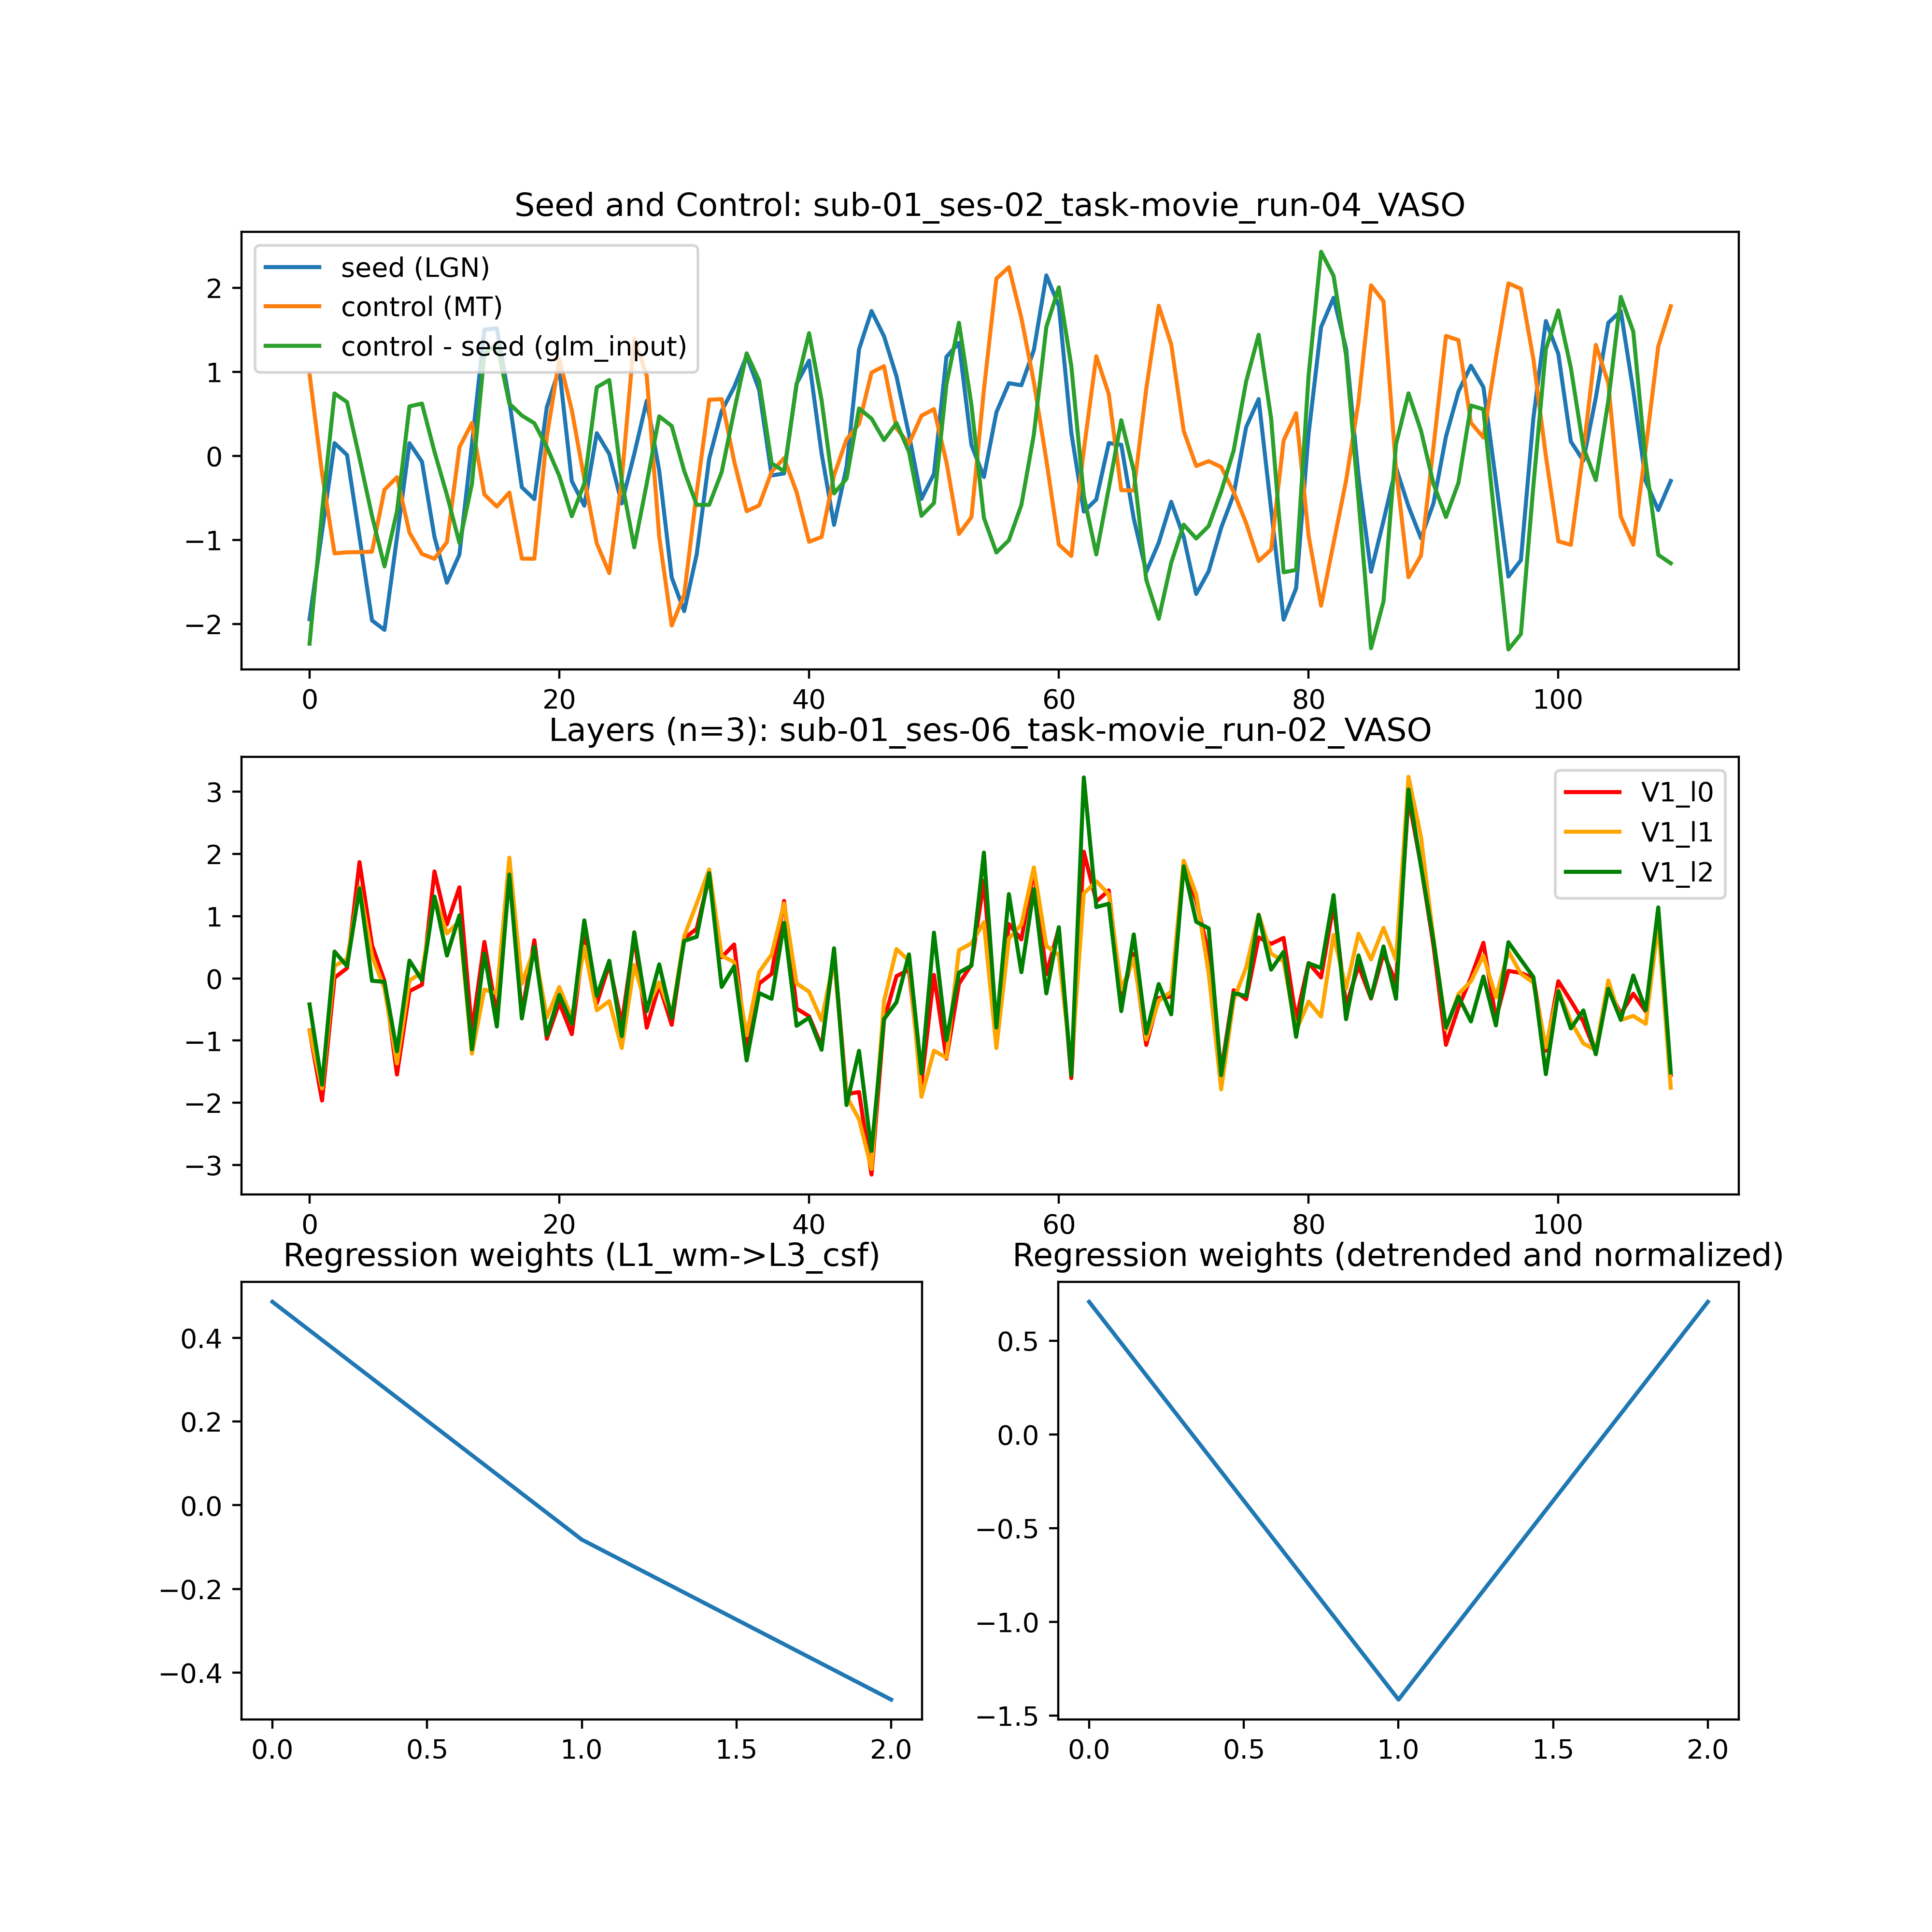 Seed and Control: sub-01_ses-02_task-movie_run-04_VASO
seed (LGN)
control (MT)
control - seed (glm_input)
2
1
0
−1
−2
0 20 40 60 80 100
Layers (n=3): sub-01_ses-06_task-movie_run-02_VASO
V1_l0
V1_l1
V1_l2
3
2
1
0
−1
−2
−3
0 20 40 60 80 100
Regression weights (L1_wm->L3_csf)
0.4
0.2
0.0
−0.2
−0.4
0.0 0.5 1.0 1.5 2.0
Regression weights (detrended and normalized)
0.5
0.0
−0.5
−1.0
−1.5
0.0 0.5 1.0 1.5 2.0